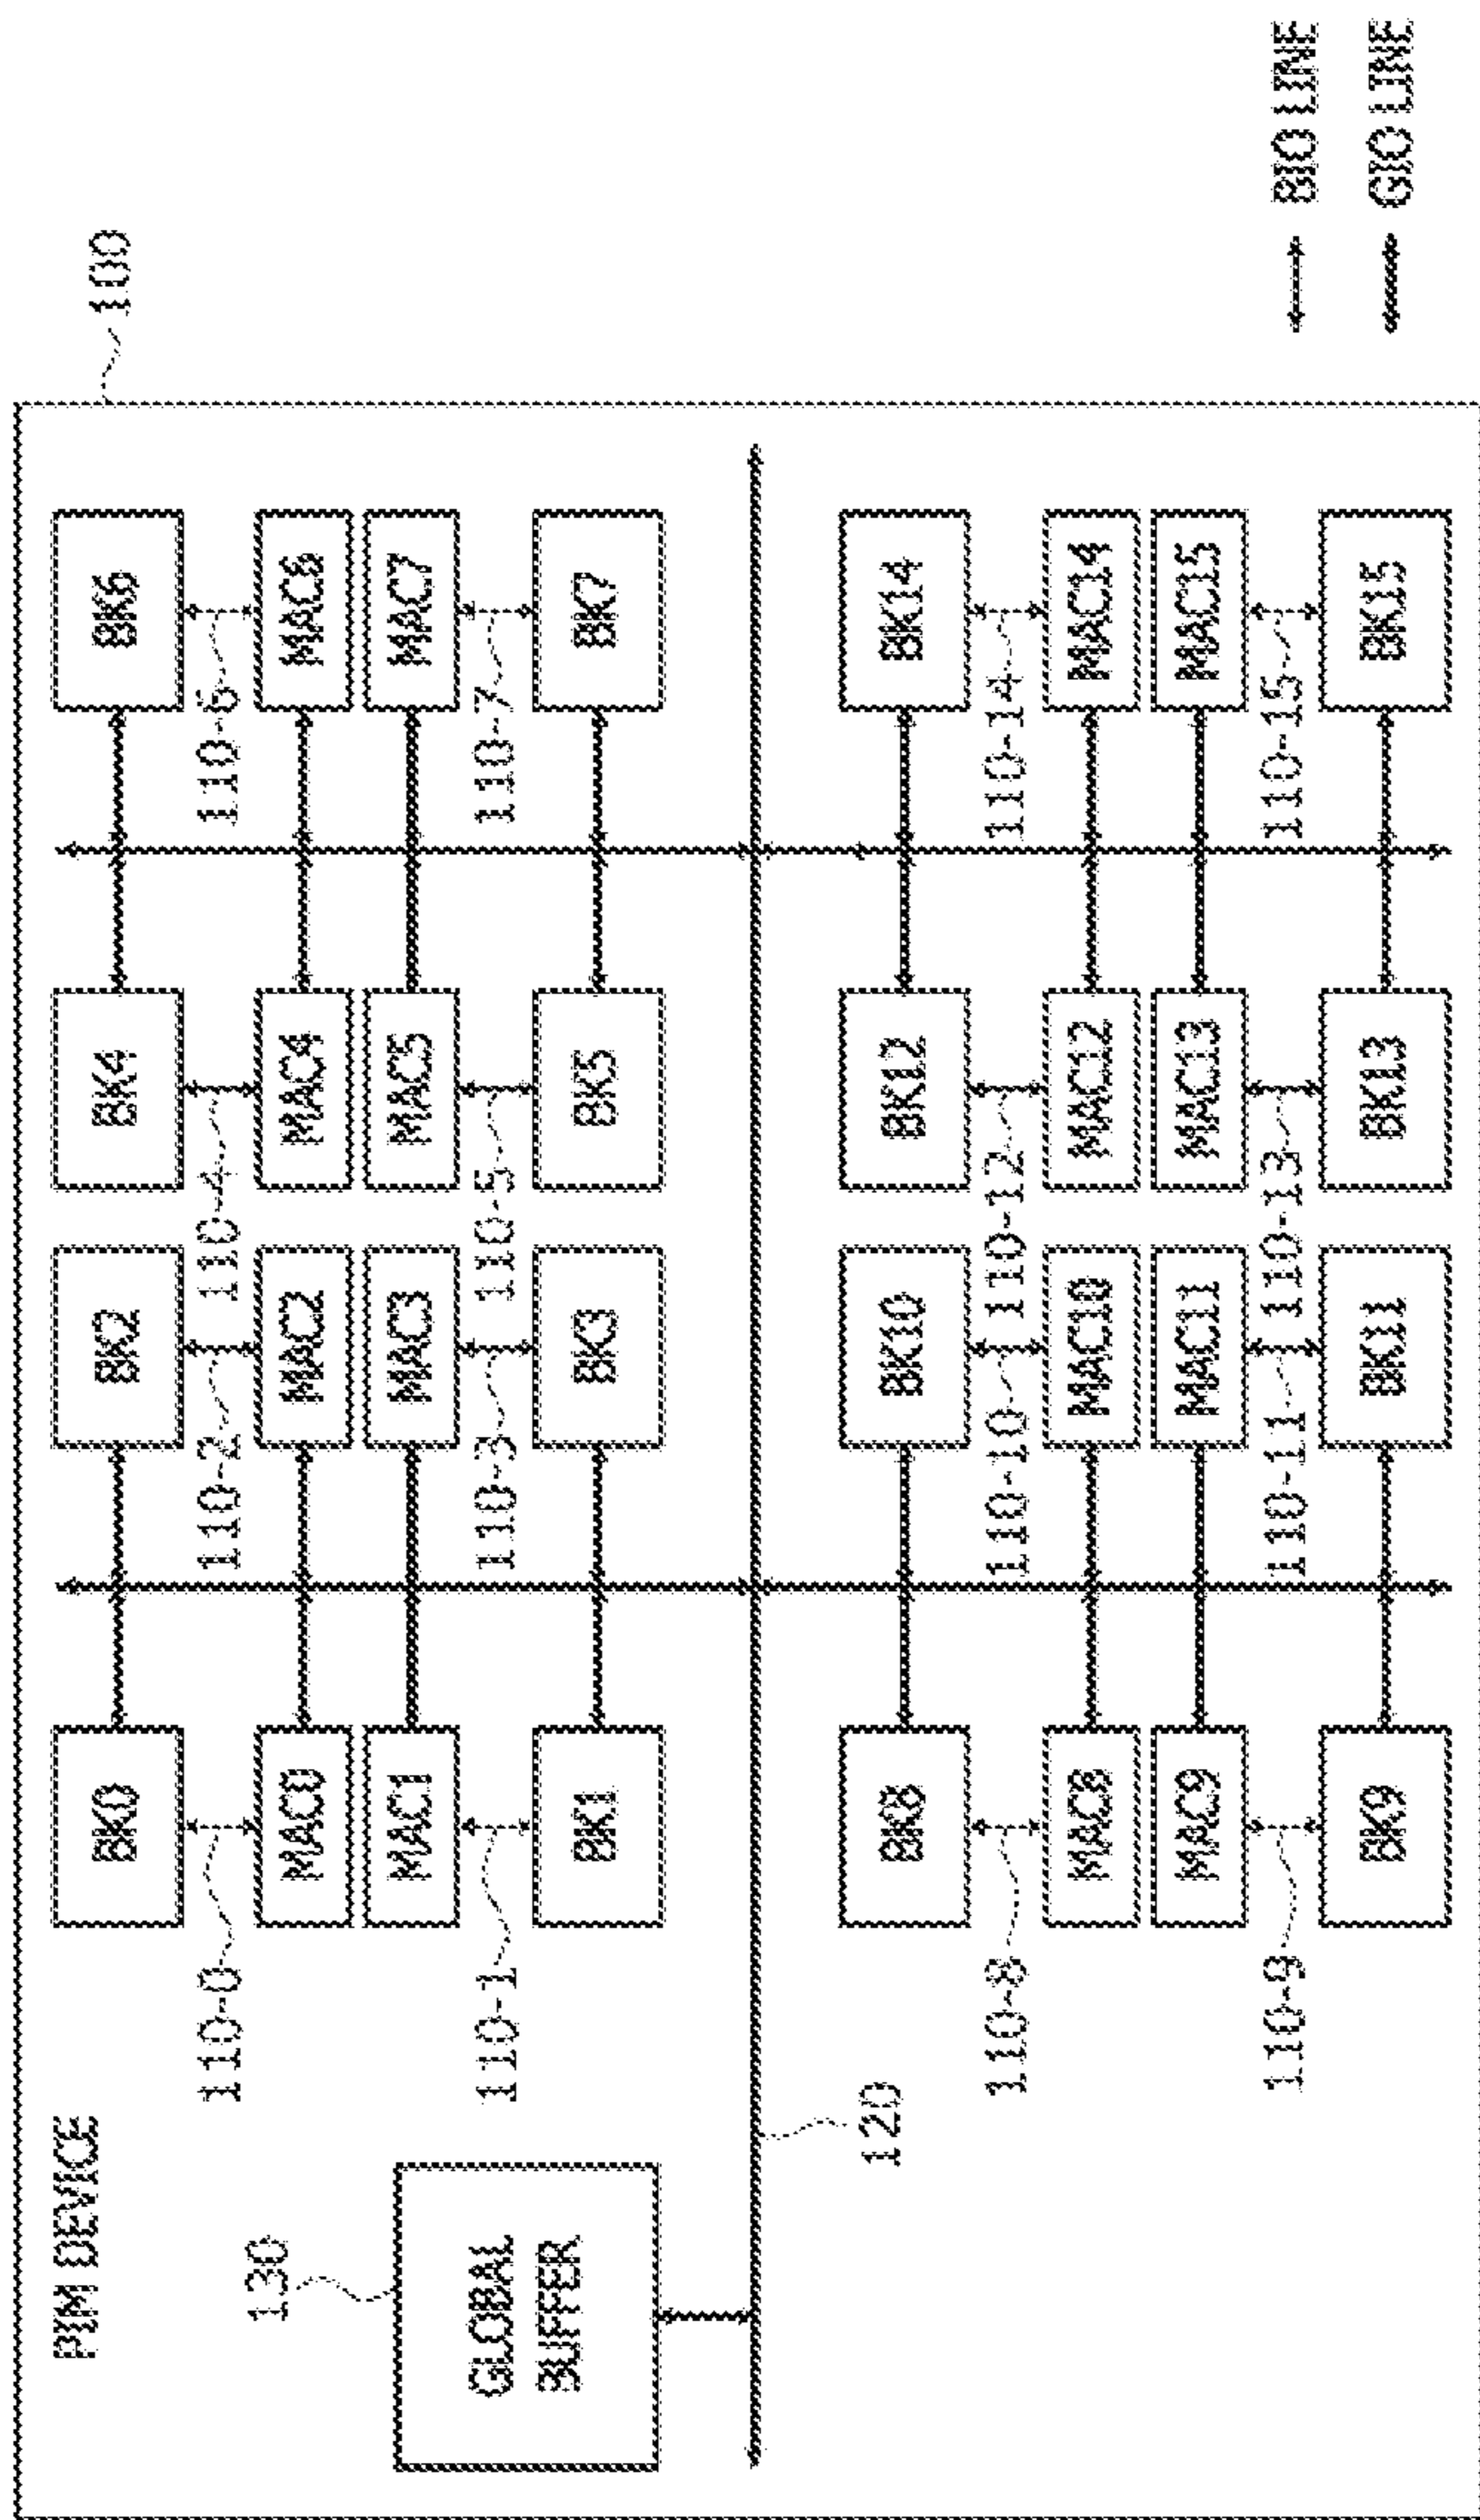 PIM DEVICE
100
BK0
BK2
BK4
BK6
110-0
110-2
110-4
110-6
130
MAC0
MAC2
MAC4
MAC6
GLOBAL
BUFFER
MAC1
MAC3
MAC5
MAC7
110-1
110-3
110-5
110-7
BK1
BK3
BK5
BK7
120
BK8
BK10
BK12
BK14
110-8
110-10
110-12
110-14
MAC8
MAC10
MAC12
MAC14
MAC9
MAC11
MAC13
MAC15
110-9
110-11
110-13
110-15
BK9
BK11
BK13
BK15
BIO LINE
GIO LINE